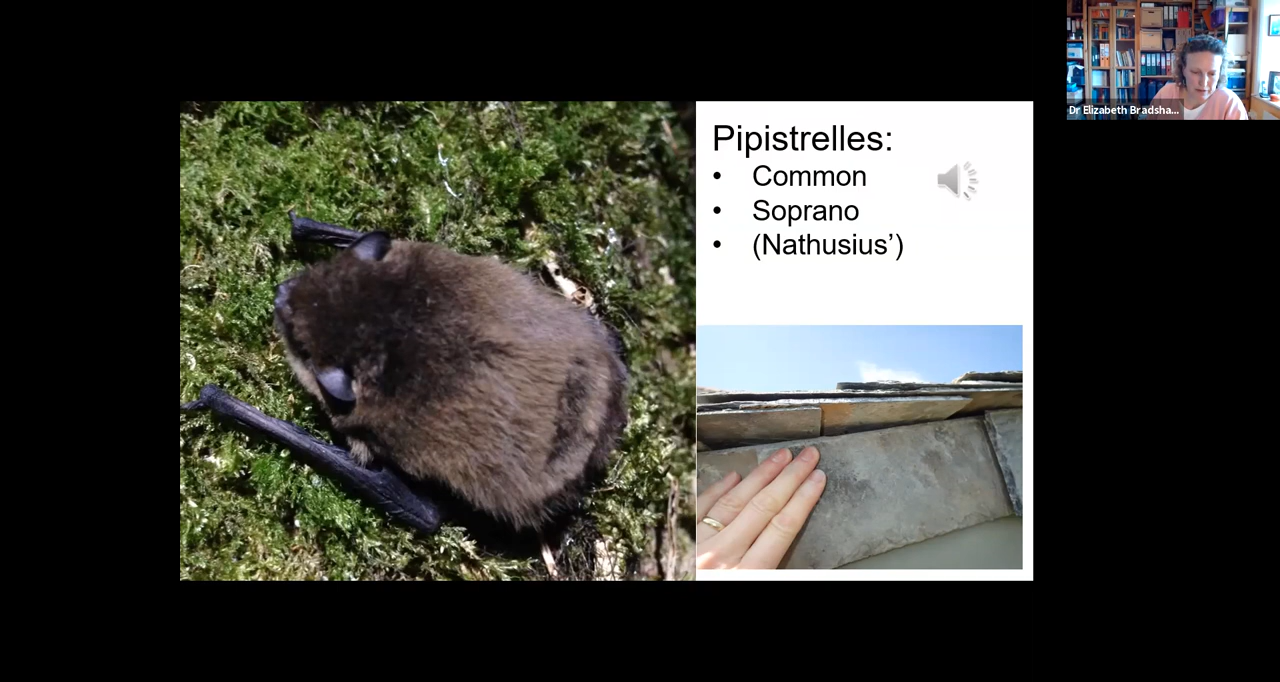 Pipistrelles:
• Common
• Soprano
• (Nathusius’)
Dr Elizabeth Bradsha...